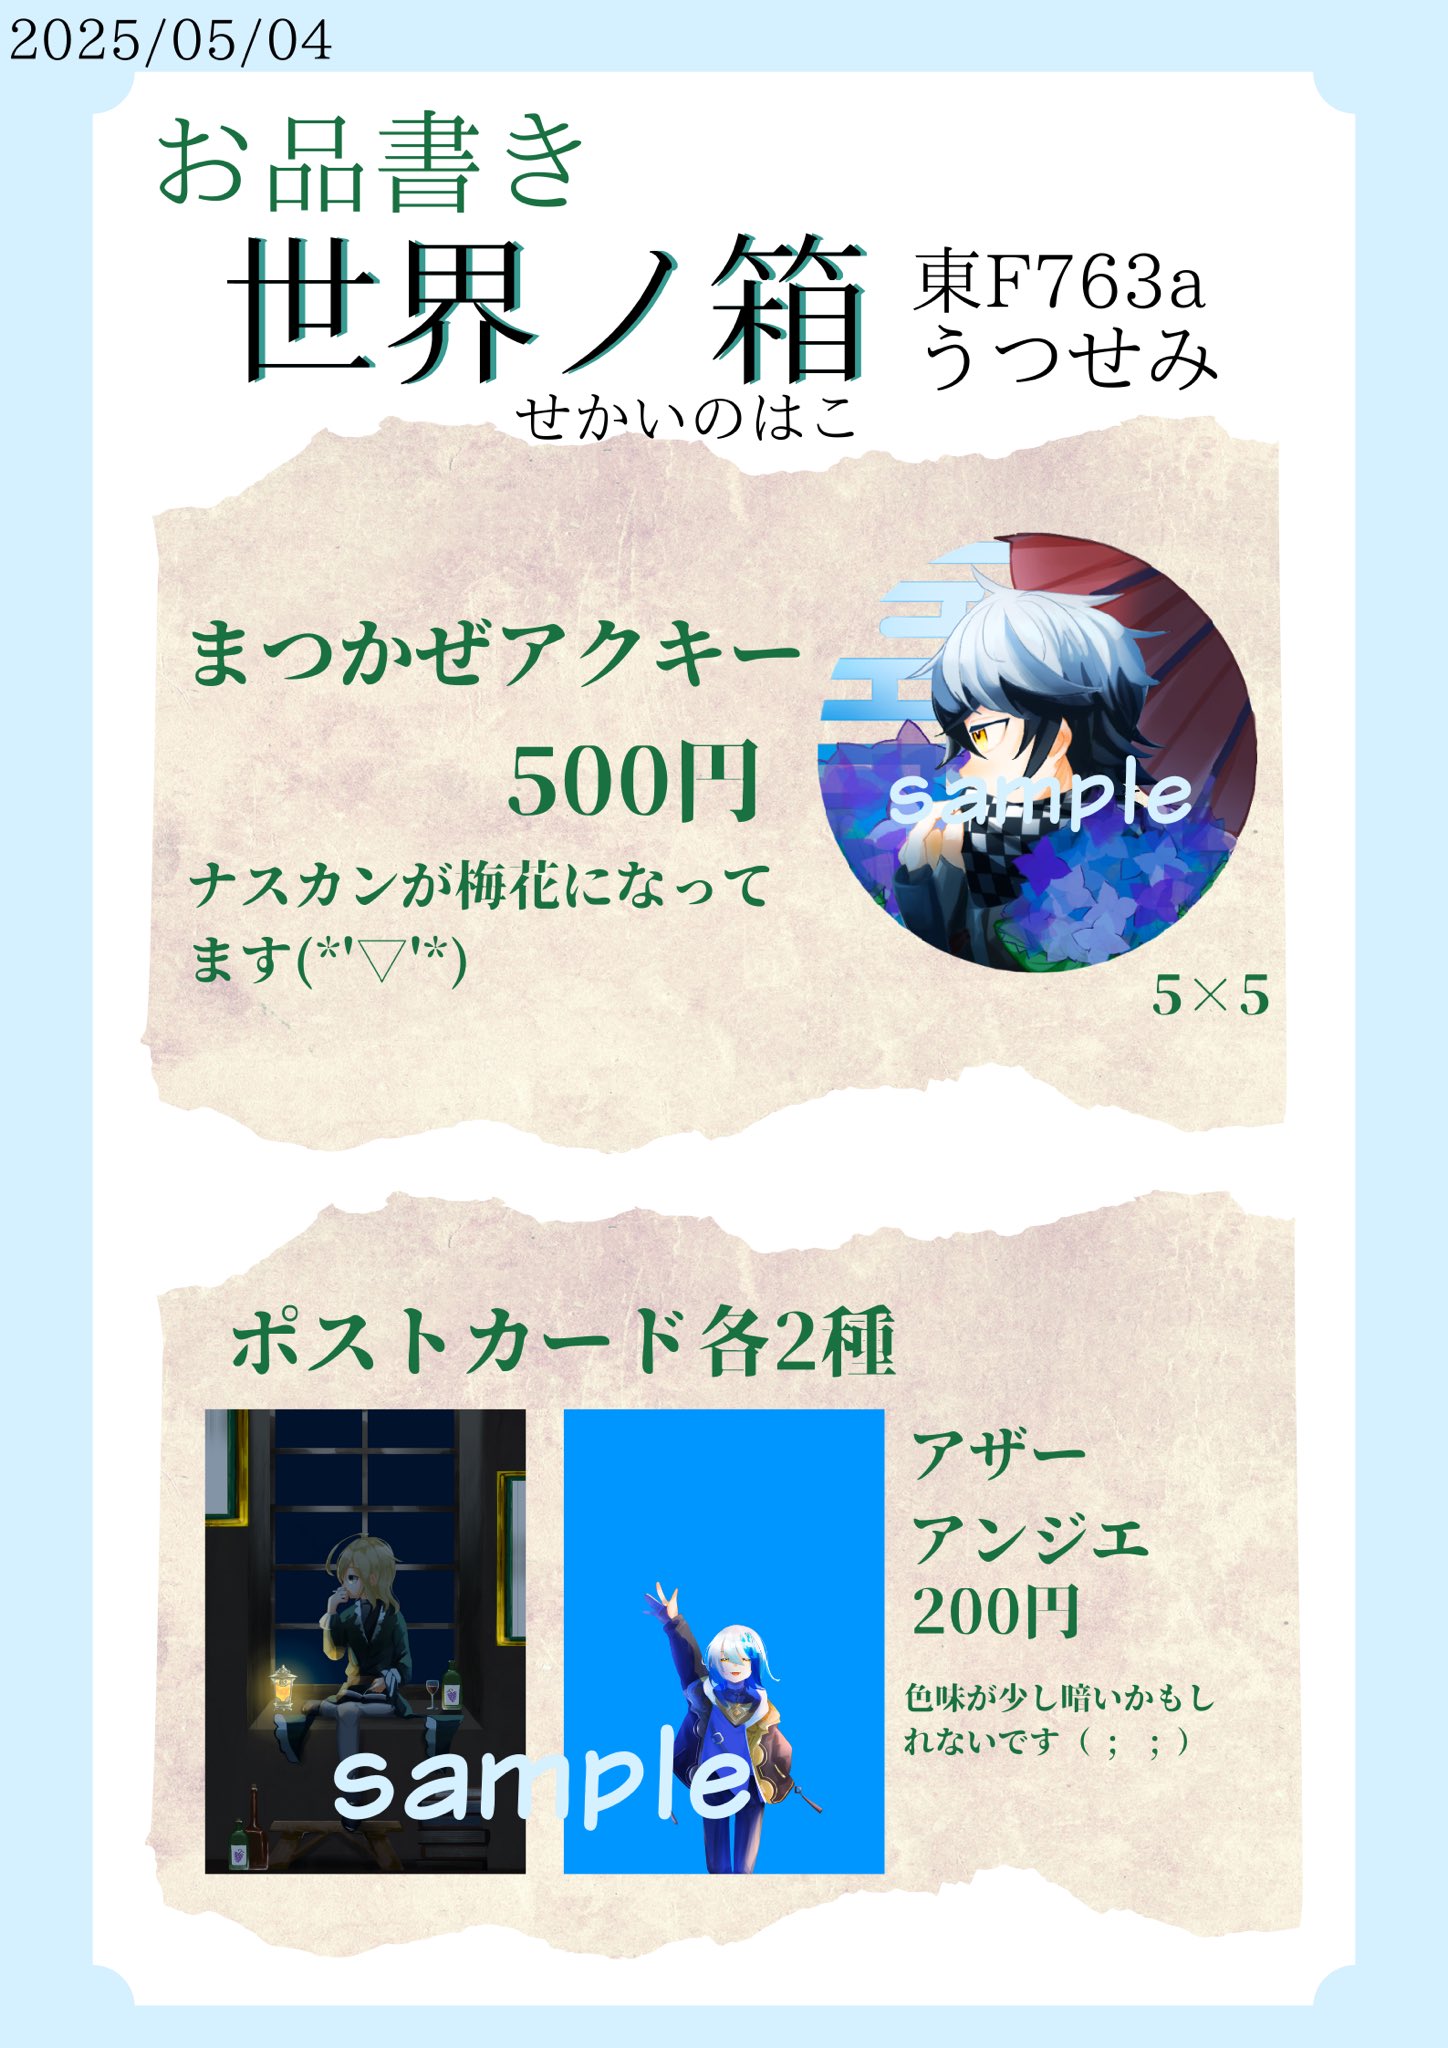 2025/05/04
お品書き
世界ノ箱
せかいのはこ
東F763a
うつせみ
まつかぜアクキー
500円
ナスカンが梅花になって
ます(*'▽'*)
sample
5×5
ポストカード各2種
sample
アザー
アンジエ
200円
色味が少し暗いかもし
れないです（；；）